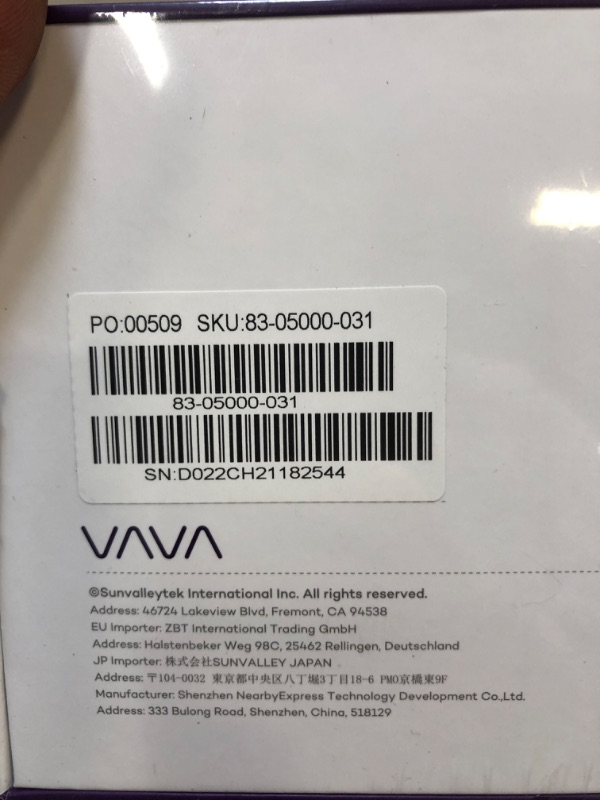 PO:00509 SKU:83-05000-031
83-05000-031
SN:D022CH21182544
VAVA
©Sunvalleytek International Inc. All rights reserved.
Address: 46724 Lakeview Blvd, Fremont, CA 94538
EU Importer: ZBT International Trading GmbH
Address: Halstenbeker Weg 98C, 25462 Rellingen, Deutschland
JP Importer: 株式会社SUNVALLEY JAPAN
Address: 〒104-0032 東京都中央区八丁堀3丁目18-6 PMO京橋東9F
Manufacturer: Shenzhen NearbyExpress Technology Development Co.,Ltd.
Address: 333 Bulong Road, Shenzhen, China, 518129